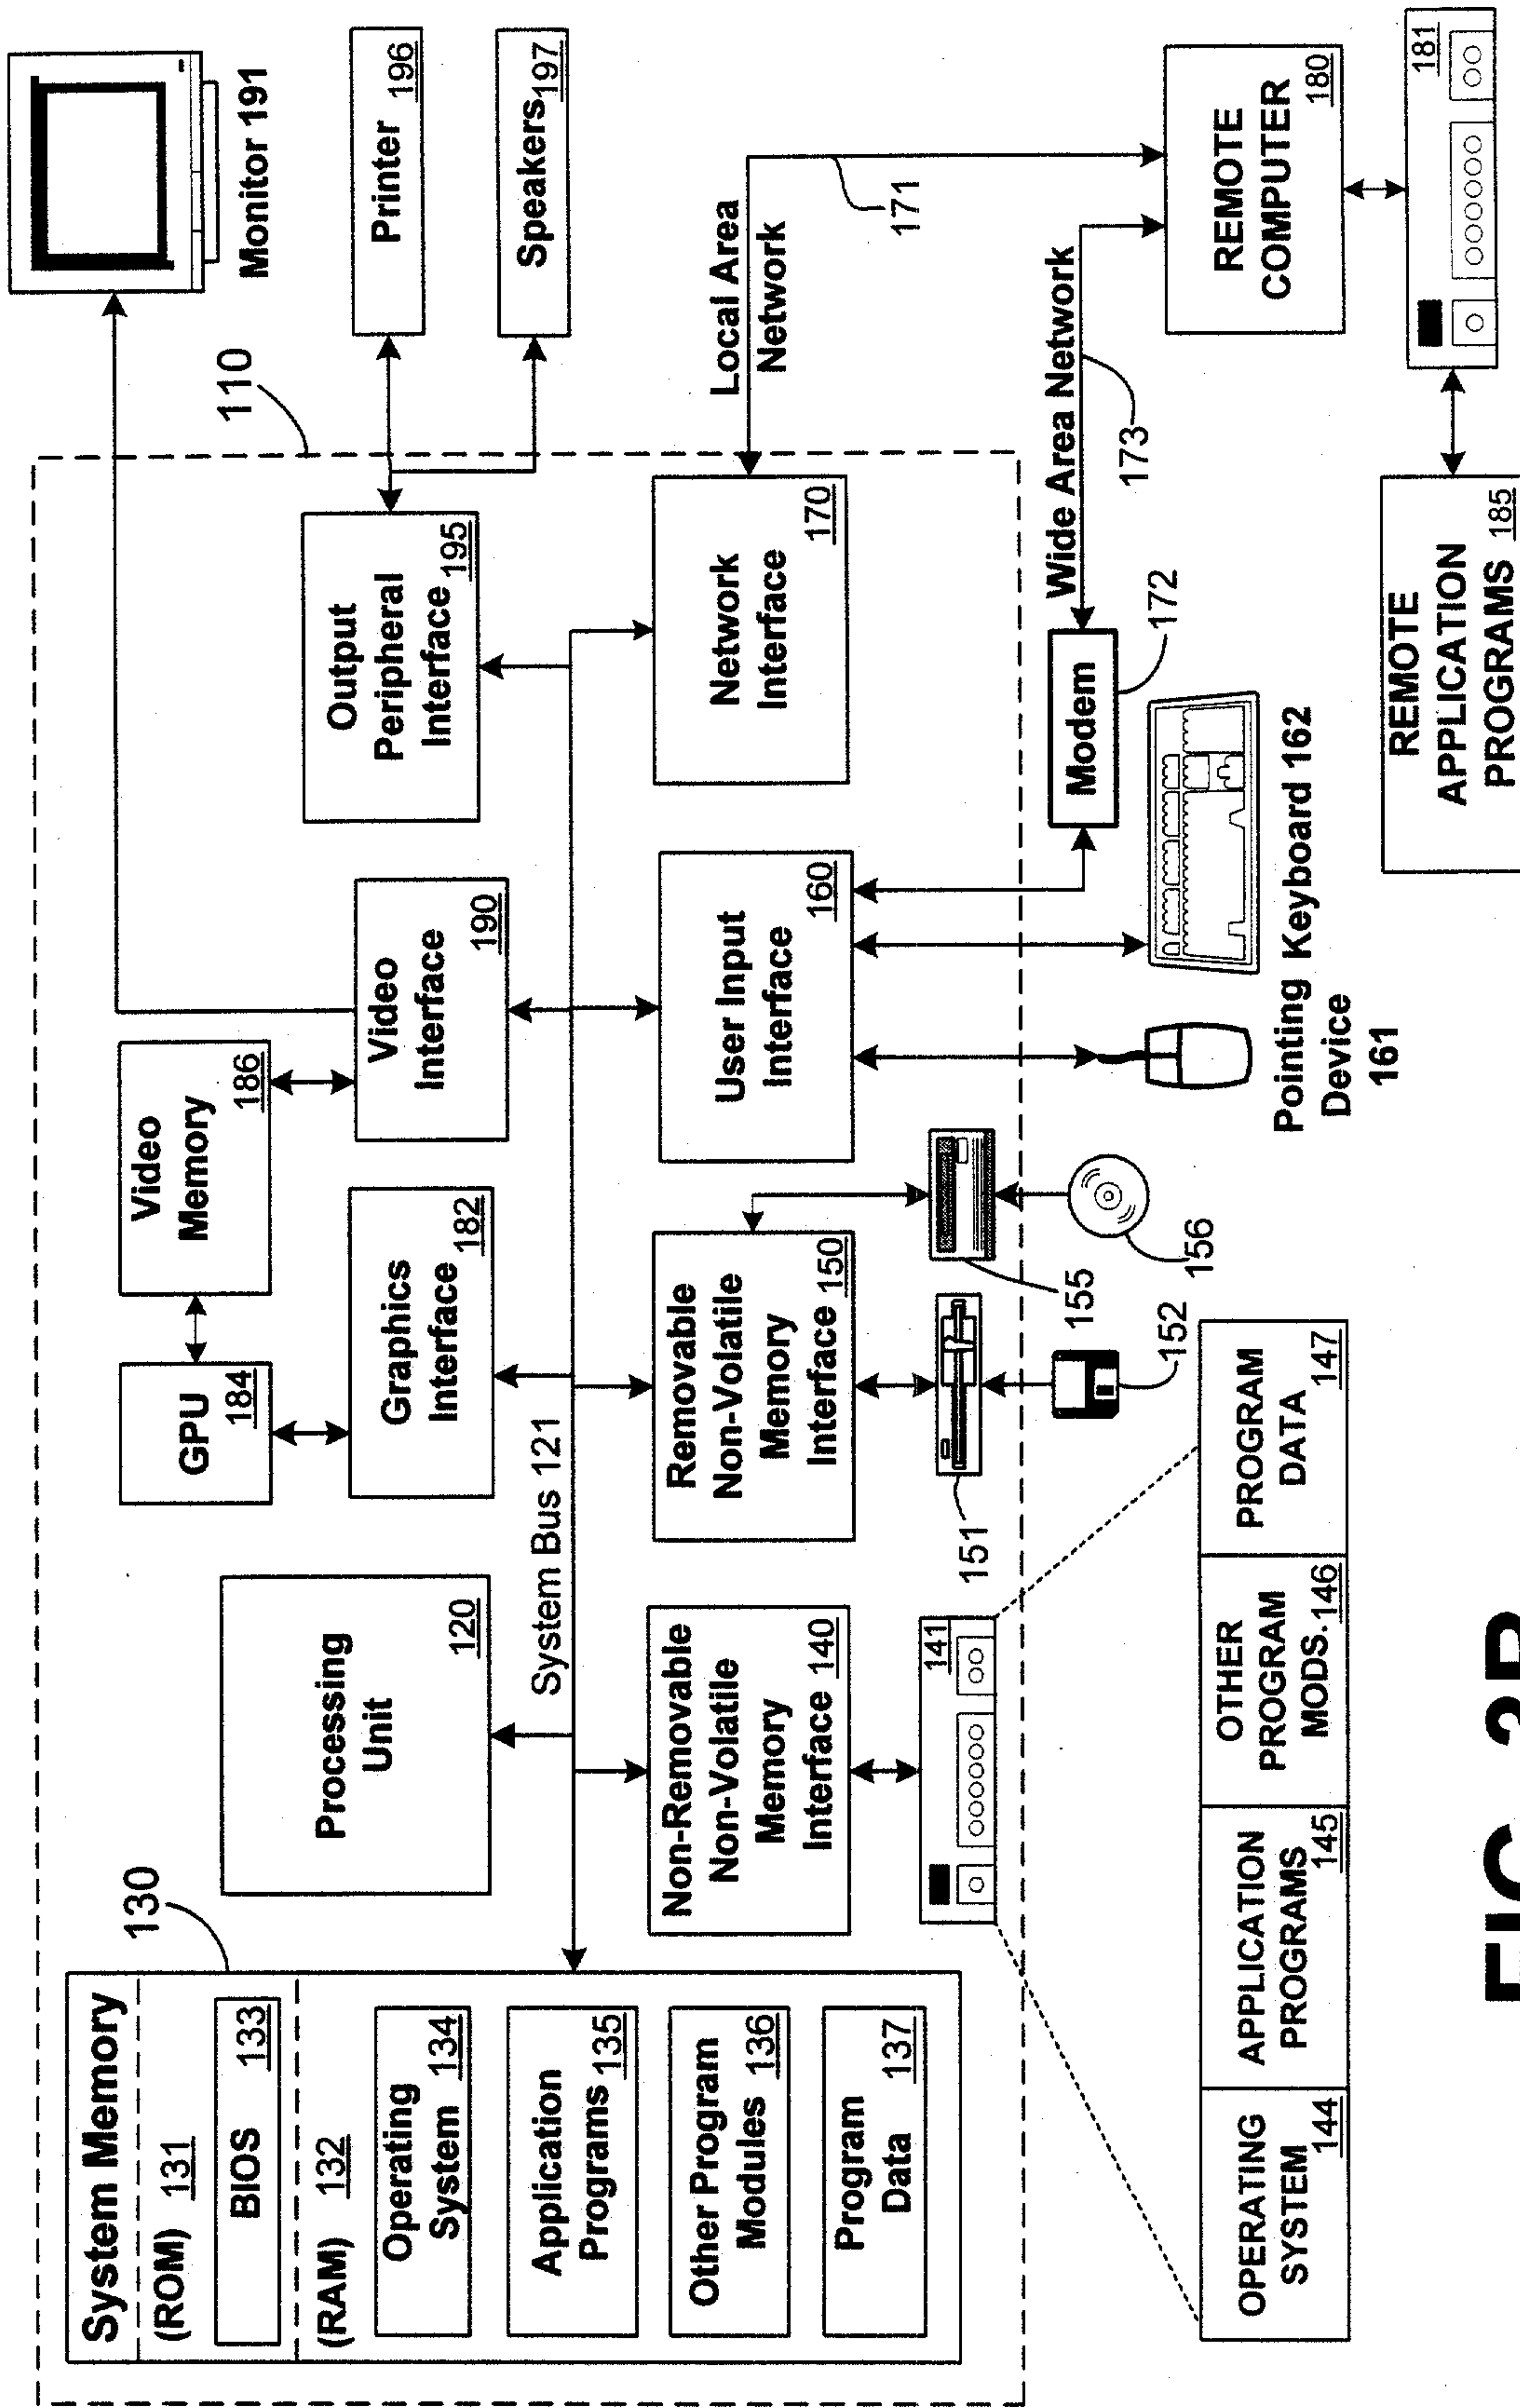 110
System Memory
(ROM) 131
BIOS 133
(RAM) 132
Operating
System 134
Application
Programs 135
Other Program
Modules 136
Program
Data 137
130
Processing
Unit
120
System Bus 121
GPU
184
Graphics
Interface
182
Video
Memory
186
Video
Interface
190
Output
Peripheral
Interface 195
Monitor 191
Printer
196
Speakers 197
Non-Removable
Non-Volatile
Memory
Interface 140
141
Removable
Non-Volatile
Memory
Interface 150
151
152
155
156
User Input
Interface
160
Network
Interface
170
Local Area
Network
171
Wide Area Network
173
Modem
172
Pointing
Device
161
Keyboard 162
REMOTE
COMPUTER
180
181
REMOTE
APPLICATION
PROGRAMS 185
OPERATING
SYSTEM 144
APPLICATION
PROGRAMS 145
OTHER
PROGRAM
MODS. 146
PROGRAM
DATA 147